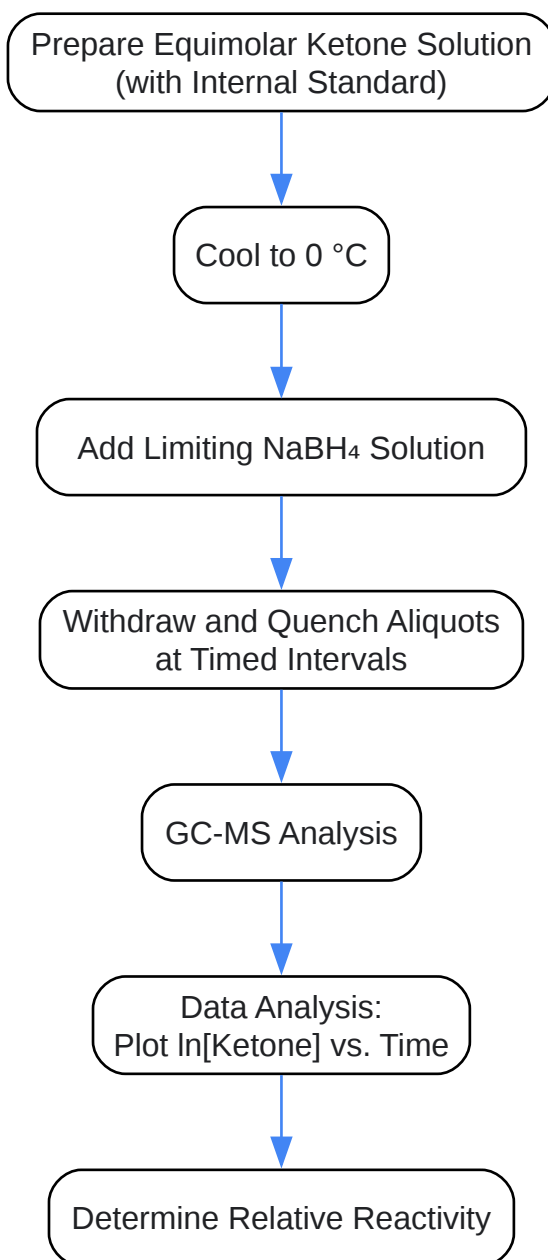 Prepare Equimolar Ketone Solution
(with Internal Standard)
Cool to 0 °C
Add Limiting NaBH₄ Solution
Withdraw and Quench Aliquots
at Timed Intervals
GC-MS Analysis
Data Analysis:
Plot ln[Ketone] vs. Time
Determine Relative Reactivity